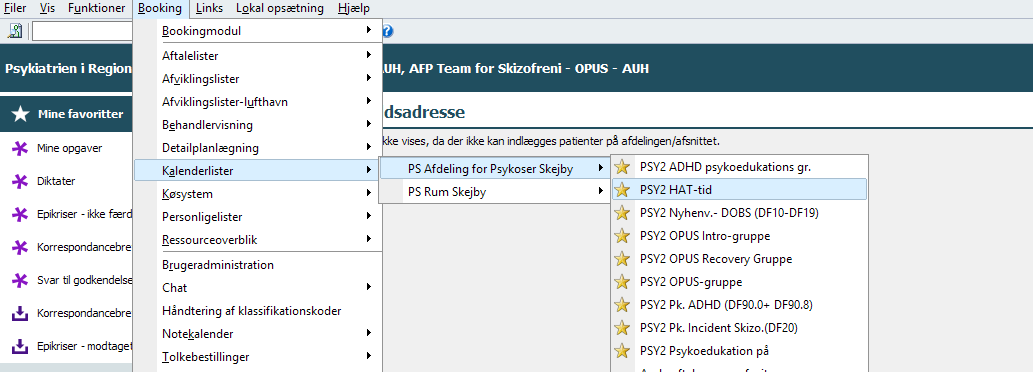 Filer Vis Funktioner Booking Links Lokal opsætning Hjælp
Bookingmodul
Psykiatrien i Region
UH, AFP Team for Skizofreni - OPUS - AUH
Aftalelister
Afviklingslister
Afviklingslister-lufthavn
Behandlervisning
Detailplanlægning
Kalenderlister
Køsystem
Personligelister
Ressourceoverblik
Brugeradministration
Chat
Håndtering af klassifikationskoder
Notekalender
Tolkebestillinger
Mine favoritter
Mine opgaver
Diktater
Epikriser - ikke færd
Korrespondancebre
Svar til godkendelse
Korrespondancebre
Epikriser - modtaget
dsadresse
kke vises, da der ikke kan indlægges patienter på afdelingen/afsnittet.
PS Afdeling for Psykoser Skejby
PS Rum Skejby
PSY2 ADHD psykoedukations gr.
PSY2 HAT-tid
PSY2 Nyhenv.- DOBS (DF10-DF19)
PSY2 OPUS Intro-gruppe
PSY2 OPUS Recovery Gruppe
PSY2 OPUS-gruppe
PSY2 Pk. ADHD (DF90.0+ DF90.8)
PSY2 Pk. Incident Skizo.(DF20)
PSY2 Psykoedukation på